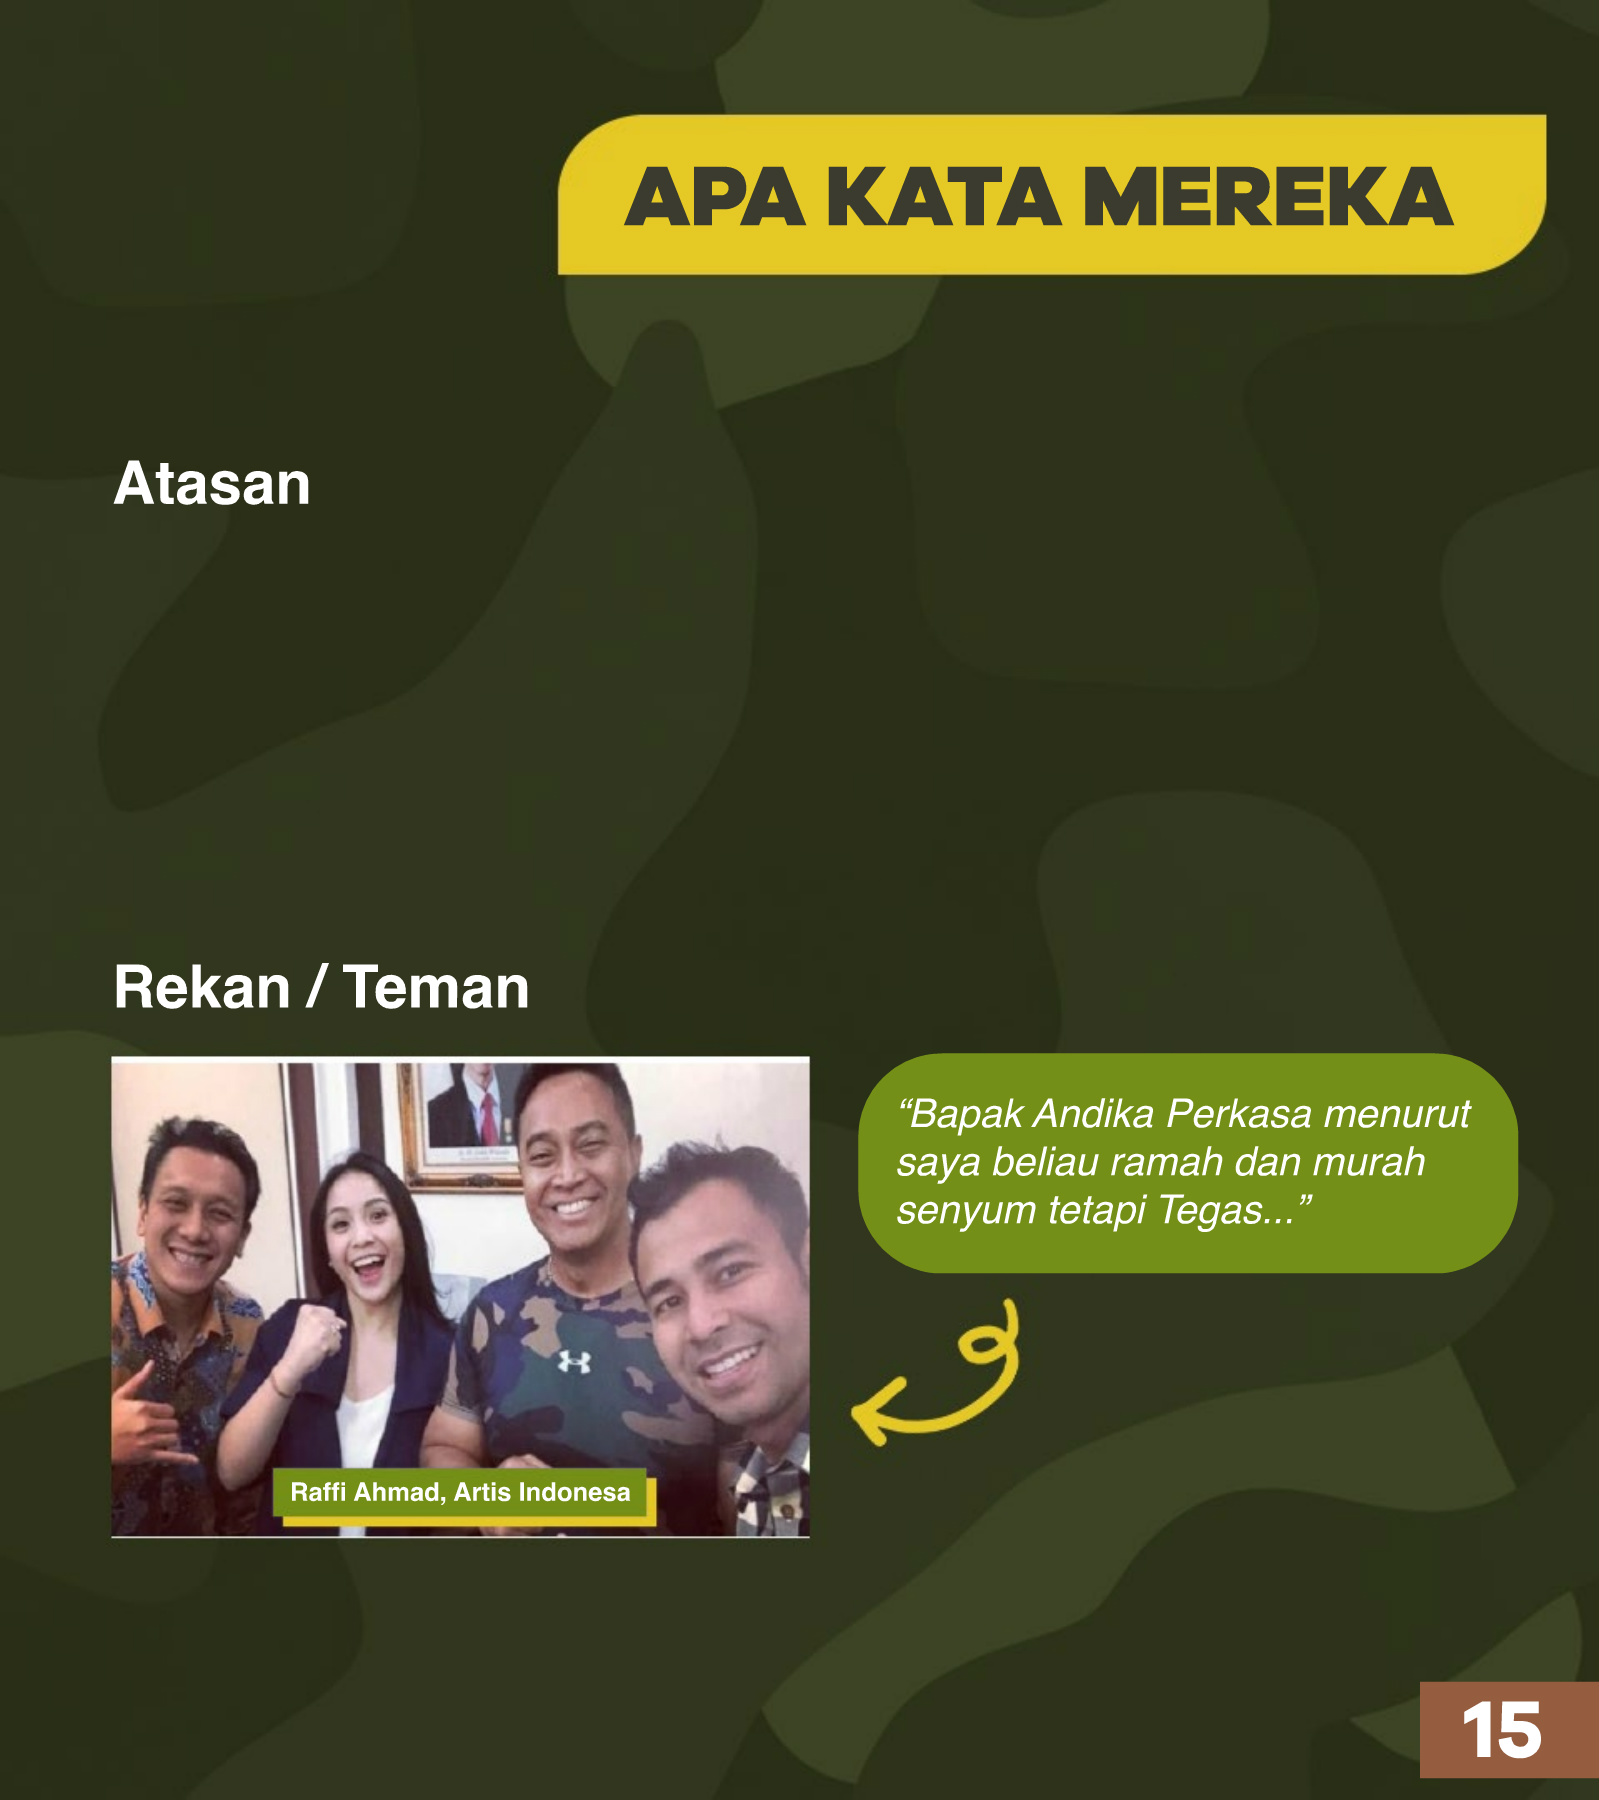 APA KATA MEREKA
Atasan
Rekan / Teman
“Bapak Andika Perkasa menurut
saya beliau ramah dan murah
senyum tetapi Tegas...”
Raffi Ahmad, Artis Indonesa
15